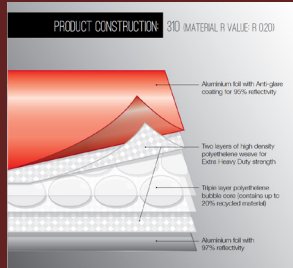 PRODUCT CONSTRUCTION: 310 (MATERIAL R VALUE: R 0.20)
Aluminium foil with Anti-glare
coating for 95% reflectivity
Two layers of high density
polyethelene weave for
Extra Heavy Duty strength
Triple layer polyethelene
bubble core (contains up to
20% recycled material)
Aluminium foil with
97% reflectivity